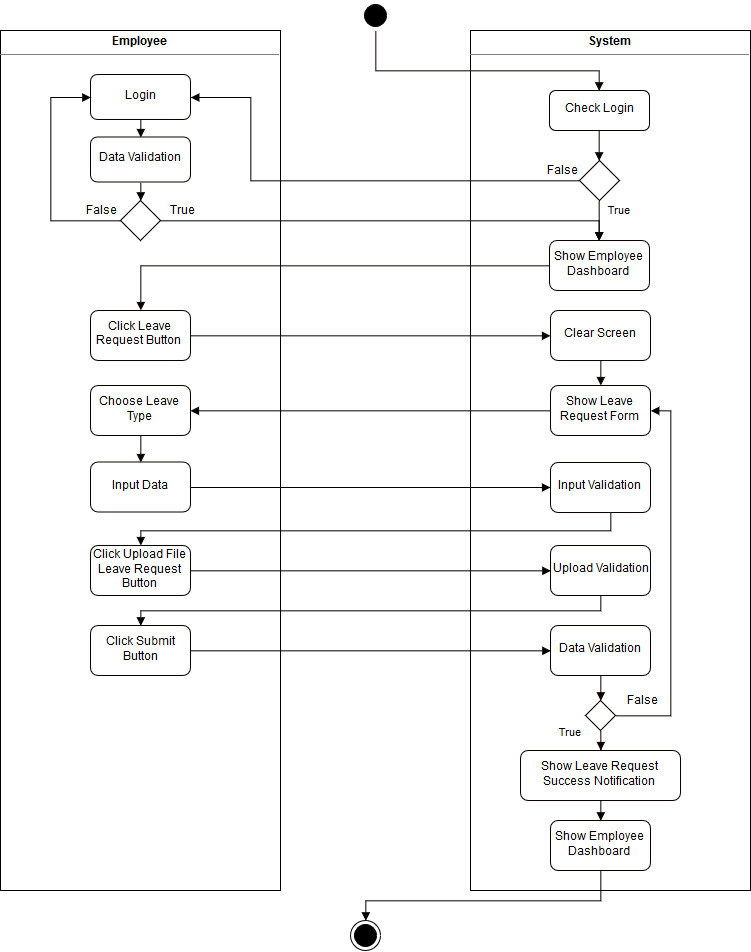 Employee
System
Login
Check Login
Data Validation
False
False
True
True
Show Employee
Dashboard
Click Leave
Request Button
Clear Screen
Choose Leave
Type
Show Leave
Request Form
Input Data
Input Validation
Click Upload File
Leave Request
Button
Upload Validation
Click Submit
Button
Data Validation
False
True
Show Leave Request
Success Notification
Show Employee
Dashboard